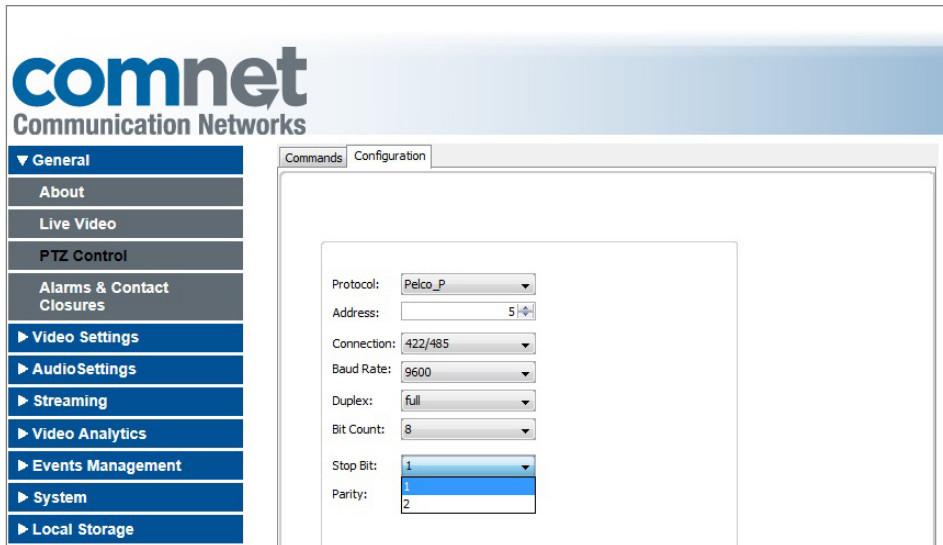 comnet
Communication Networks
▼ General
About
Live Video
PTZ Control
Alarms & Contact
Closures
▶ Video Settings
▶ AudioSettings
▶ Streaming
▶ Video Analytics
▶ Events Management
▶ System
▶ Local Storage
Commands Configuration
Protocol: Pelco_P
Address: 5
Connection: 422/485
Baud Rate: 9600
Duplex: full
Bit Count: 8
Stop Bit: 1
1
Parity:
2